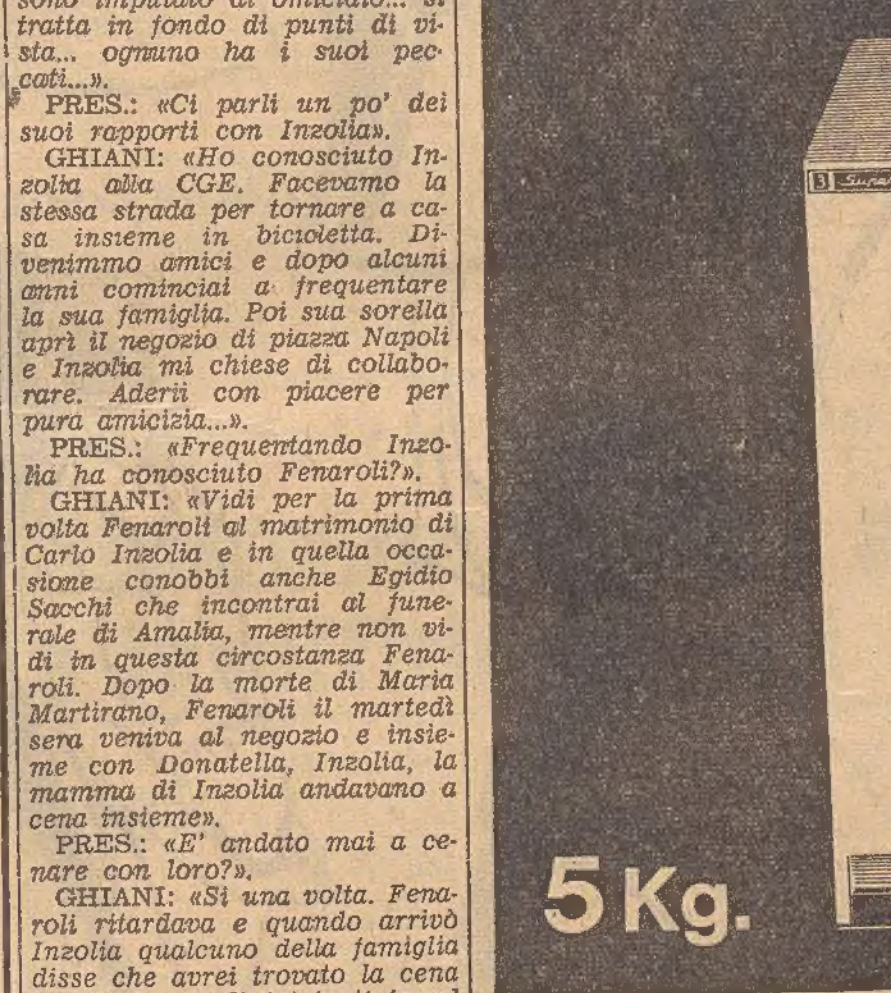 sono imputato di omicidio... si
tratta in fondo di punti di vi-
sta... ognuno ha i suoi pec-
cati...».
PRES.: «Ci parli un po' dei
suoi rapporti con Inzolia».
GHIANI: «Ho conosciuto In-
zolia alla CGE. Facevamo la
stessa strada per tornare a ca-
sa insieme in bicicletta. Di-
venimmo amici e dopo alcuni
anni cominciai a frequentare
la sua famiglia. Poi sua sorella
aprì il negozio di piazza Napoli
e Inzolia mi chiese di collabo-
rare. Aderii con piacere per
pura amicizia...».
PRES.: «Frequentando Inzo-
lia ha conosciuto Fenaroli?».
GHIANI: «Vidi per la prima
volta Fenaroli al matrimonio di
Carlo Inzolia e in quella occa-
sione conobbi anche Egidio
Sacchi che incontrai al fune-
rale di Amalia, mentre non vi-
di in questa circostanza Fena-
roli. Dopo la morte di Maria
Martirano, Fenaroli il martedì
sera veniva al negozio e insie-
me con Donatella, Inzolia, la
mamma di Inzolia andavano a
cena insieme».
PRES.: «E' andato mai a ce-
nare con loro?».
GHIANI: «Si una volta. Fena-
roli ritardava e quando arrivò
Inzolia qualcuno della famiglia
disse che avrei trovato la cena
3 Super
5 Kg.